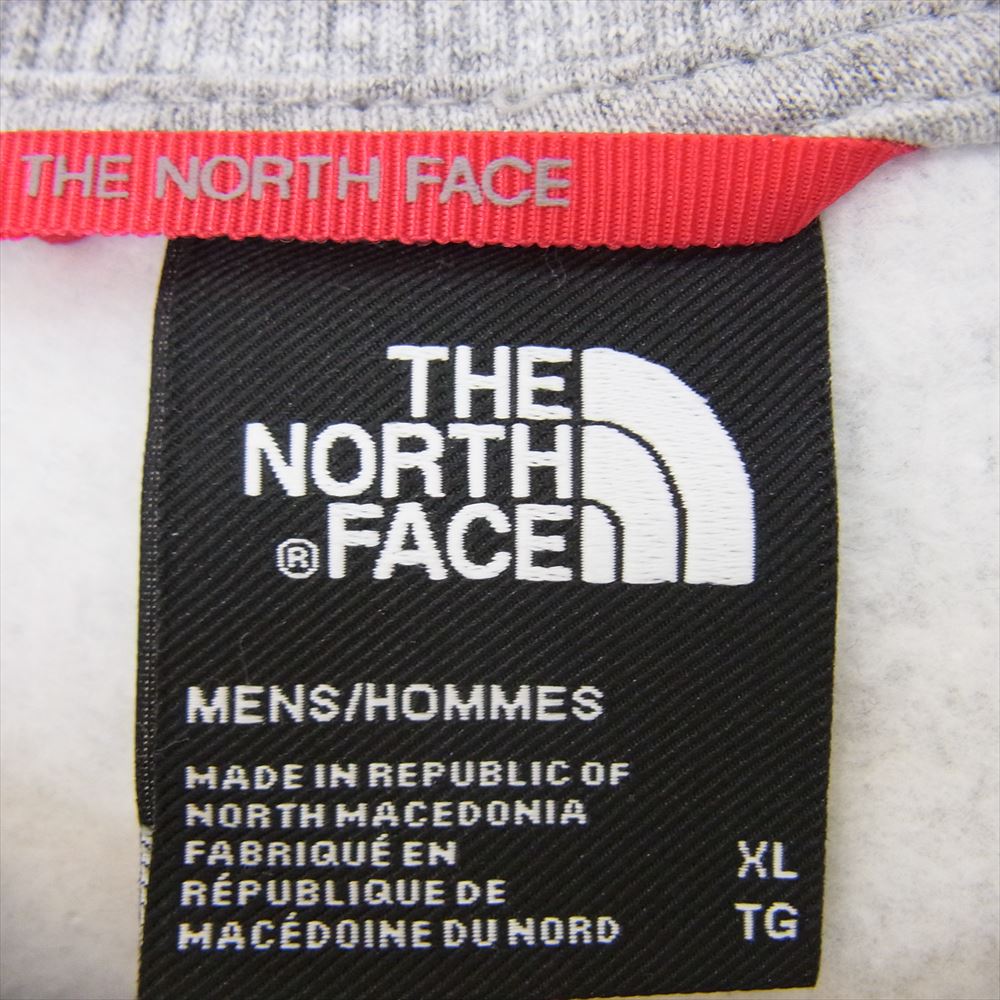 THE NORTH FACE
THE
NORTH
®FACE
MENS/HOMMES
MADE IN REPUBLIC OF
NORTH MACEDONIA
FABRIQUÉ EN
RÉPUBLIQUE DE
MACÉDOINE DU NORD
XL
TG